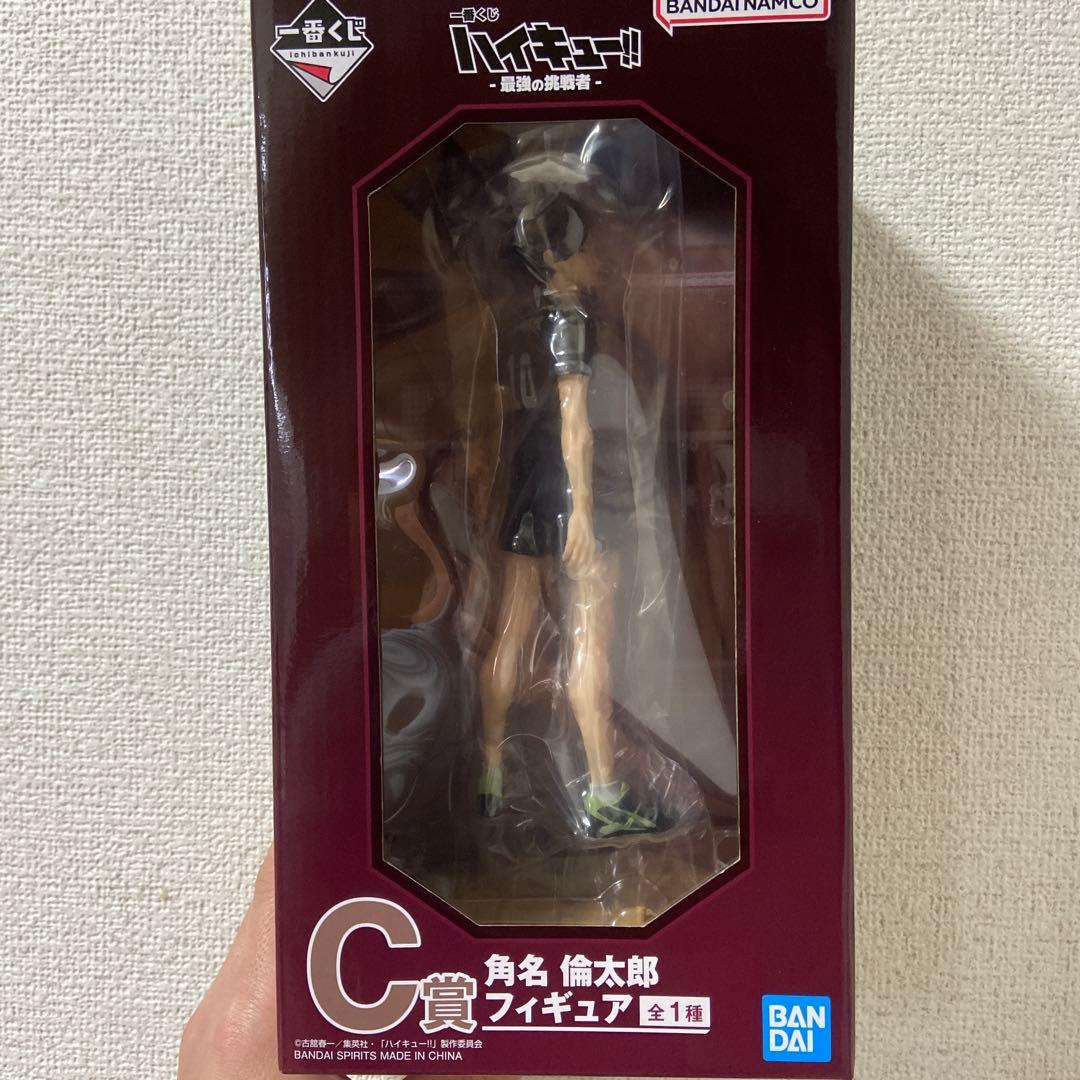 一番くじ
ichibankuji
一番くじ
ハイキュー!!
- 最強の挑戦者 -
BANDAI NAMCO
C賞
角名 倫太郎
フィギュア 全1種
©古舘春一／集英社・「ハイキュー!!」製作委員会
BANDAI SPIRITS MADE IN CHINA
BAN
DAI